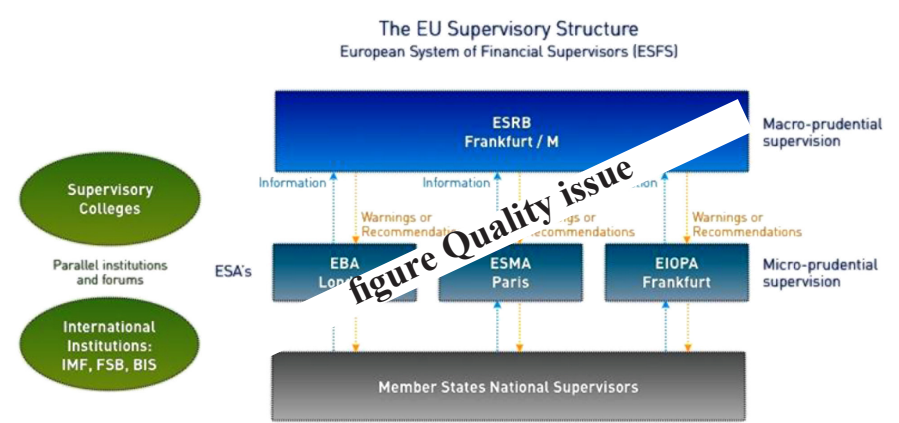 The EU Supervisory Structure
European System of Financial Supervisors (ESFS)
ESRB
Frankfurt / M
Macro-prudential
supervision
Supervisory
Colleges
Information
Information
Warnings or
Recommendations
Warnings or
Recommendations
figure Quality issue
Parallel institutions
and forums
ESA's
EBA
ESMA
Paris
EIOPA
Frankfurt
Micro-prudential
supervision
International
Institutions:
IMF, FSB, BIS
Member States National Supervisors